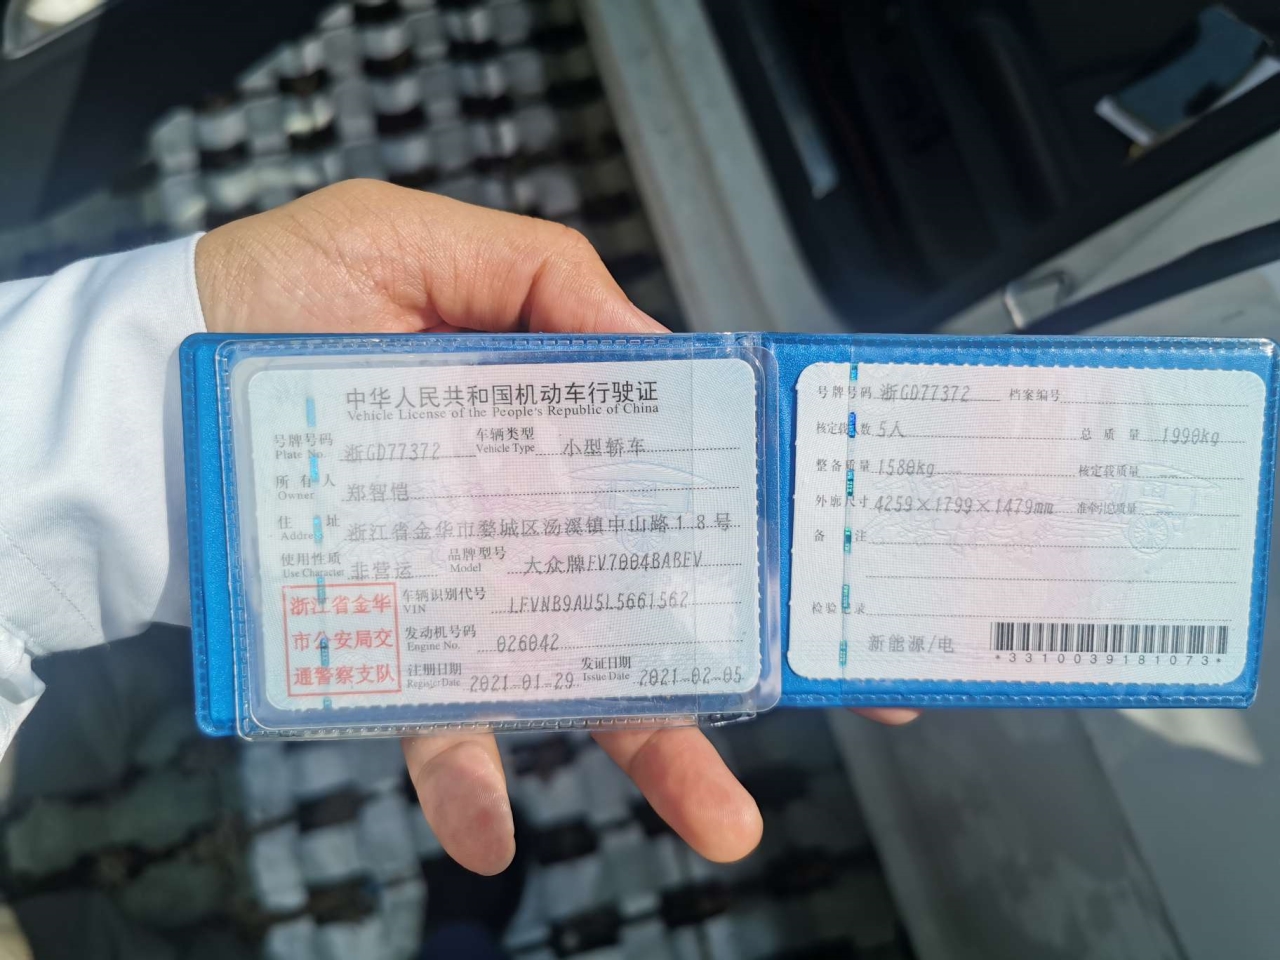 中华人民共和国机动车行驶证
Vehicle License of the People's Republic of China
号牌号码 浙GD77372 车辆类型 小型轿车
Plate No. Vehicle Type
所有人 郑智恺
Owner
住址 浙江省金华市婺城区汤溪镇中山路18号
Address
使用性质 非营运 品牌型号 大众牌FV7004BABEV
Use Character Model
浙江省金华
市公安局交
通警察支队
车辆识别代号 LFVNB9AU5L5661562
VIN
发动机号码 026042
Engine No.
注册日期 2021-01-29 发证日期 2021-02-05
Register Date Issue Date
号牌号码 浙GD77372 档案编号
核定载人数 5人 总质量 1990kg
整备质量 1580kg 核定载质量
外廓尺寸 4259×1799×1479mm 准牵引总质量
备注
检验记录
新能源/电
*3310039181073*